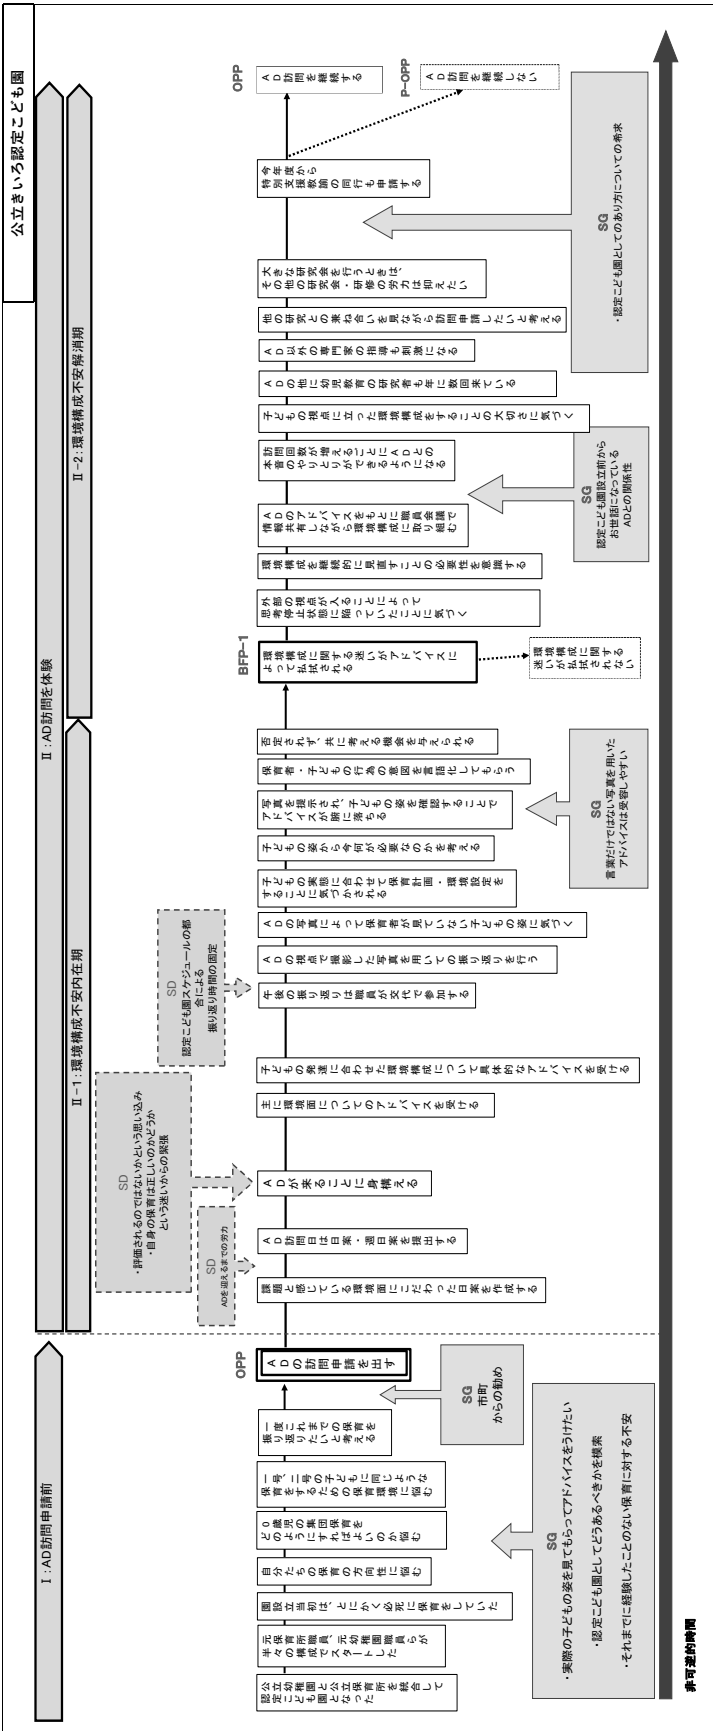 公立きいろ認定こども園
Ⅰ:AD訪問申請前
Ⅱ:AD訪問を体験
Ⅱ-1:環境構成不安内在期
Ⅱ-2:環境構成不安解消期
公立幼稚園と公立保育所を統合して
認定こども園となった
元保育所職員、元幼稚園職員らが
半々の構成でスタートした
園設立当初は、とにかく必死に保育をしていた
自分たちの保育の方向性に悩む
0歳児の集団保育を
どのようにすればよいのか悩む
一号、二号の子どもに同じような
保育をするための保育環境に悩む
一度これまでの保育を
振り返りたいと考える
SG
・実際の子どもの姿を見てもらってアドバイスをうけたい
・認定こども園としてどうあるべきかを模索
・それまでに経験したことのない保育に対する不安
SG
市町
からの勧め
OPP
ADの訪問申請を出す
課題と感じている環境面にこだわった日案を作成する
SD
ADを迎えるまでの労力
AD訪問日は日案・週日案を提出する
ADが来ることに身構える
SD
・評価されるのではないかという思い込み
・自身の保育は正しいのかどうか
という迷いからの緊張
主に環境面についてのアドバイスを受ける
子どもの発達に合わせた環境構成について具体的なアドバイスを受ける
午後の振り返りは職員が交代で参加する
SD
認定こども園スケジュールの都
合による
振り返り時間の固定
ADの視点で撮影した写真を用いての振り返りを行う
ADの写真によって保育者が見ていない子どもの姿に気づく
子どもの実態に合わせて保育計画・環境設定を
することに気づかされる
子どもの姿から今何が必要なのかを考える
写真を提示され、子どもの姿を確認することで
アドバイスが腑に落ちる
SG
言葉だけではない写真を用いた
アドバイスは受容しやすい
保育者・子どもの行為の意図を言語化してもらう
否定されず、共に考える機会を与えられる
BFP-1
環境構成に関する迷いがアドバイスに
よって払拭される
環境構成に関する
迷いが払拭されない
外部の視点が入ることによって
思考停止状態に陥っていたことに気づく
環境構成を継続的に見直すことの必要性を意識する
ADのアドバイスをもとに職員会議で
情報共有しながら環境構成に取り組む
訪問回数が増えるごとにADとの
本音のやりとりができるようになる
SG
認定こども園設立前から
お世話になっている
ADとの関係性
子どもの視点に立った環境構成をすることの大切さに気づく
ADの他に幼児教育の研究者も年に数回来ている
AD以外の専門家の指導も刺激になる
他の研究との兼ね合いを見ながら訪問申請したいと考える
大きな研究会を行うときは、
その他の研究会・研修の労力は抑えたい
SG
・認定こども園としてのあり方についての希求
今年度から
特別支援教諭の同行も申請する
OPP
AD訪問を継続する
P-OPP
AD訪問を継続しない
非可逆的時間